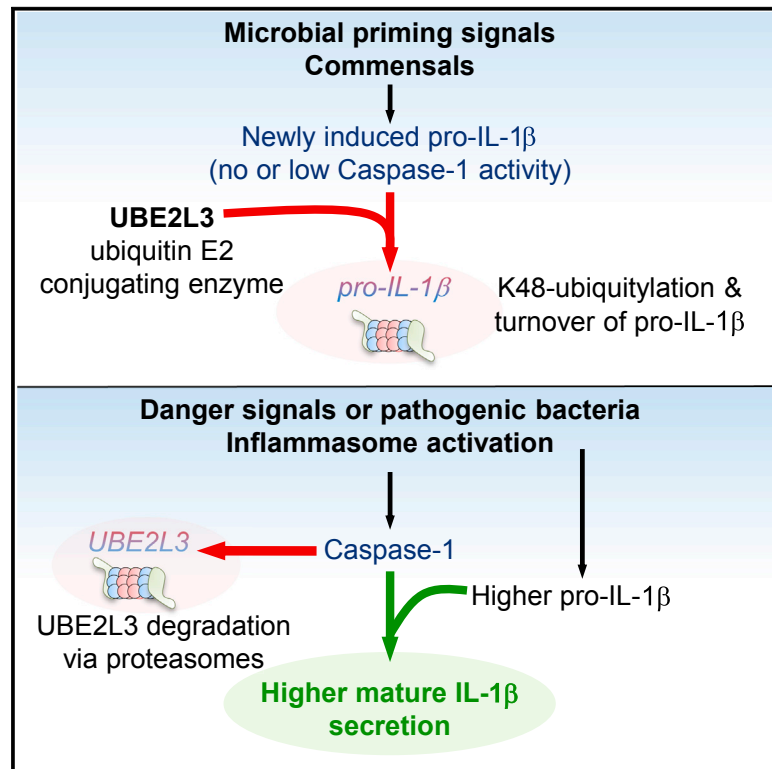 Microbial priming signals
Commensals
Newly induced pro-IL-1β
(no or low Caspase-1 activity)
UBE2L3
ubiquitin E2
conjugating enzyme
pro-IL-1β
K48-ubiquitylation &
turnover of pro-IL-1β
Danger signals or pathogenic bacteria
Inflammasome activation
UBE2L3
Caspase-1
Higher pro-IL-1β
UBE2L3 degradation
via proteasomes
Higher mature IL-1β
secretion